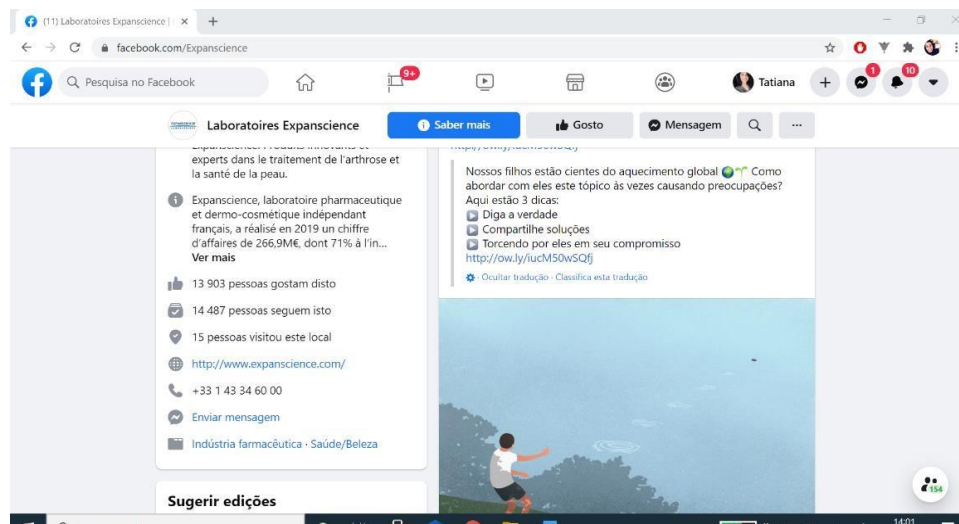 (11) Laboratoires Expanscience |
facebook.com/Expanscience
Pesquisa no Facebook
9+
Tatiana
1
10
Laboratoires Expanscience
Saber mais
Gosto
Mensagem
experts dans le traitement de l'arthrose et
la santé de la peau.
Expanscience, laboratoire pharmaceutique
et dermo-cosmétique indépendant
français, a réalisé en 2019 un chiffre
d'affaires de 266,9M€, dont 71% à l'in...
Ver mais
13 903 pessoas gostam disto
14 487 pessoas seguem isto
15 pessoas visitou este local
http://www.expanscience.com/
+33 1 43 34 60 00
Enviar mensagem
Indústria farmacêutica · Saúde/Beleza
Sugerir edições
Nossos filhos estão cientes do aquecimento global 🌍🌱 Como
abordar com eles este tópico às vezes causando preocupações?
Aqui estão 3 dicas:
▶ Diga a verdade
▶ Compartilhe soluções
▶ Torcendo por eles em seu compromisso
http://ow.ly/iucM50wSQfj
· Ocultar tradução · Classifica esta tradução
154
14:01